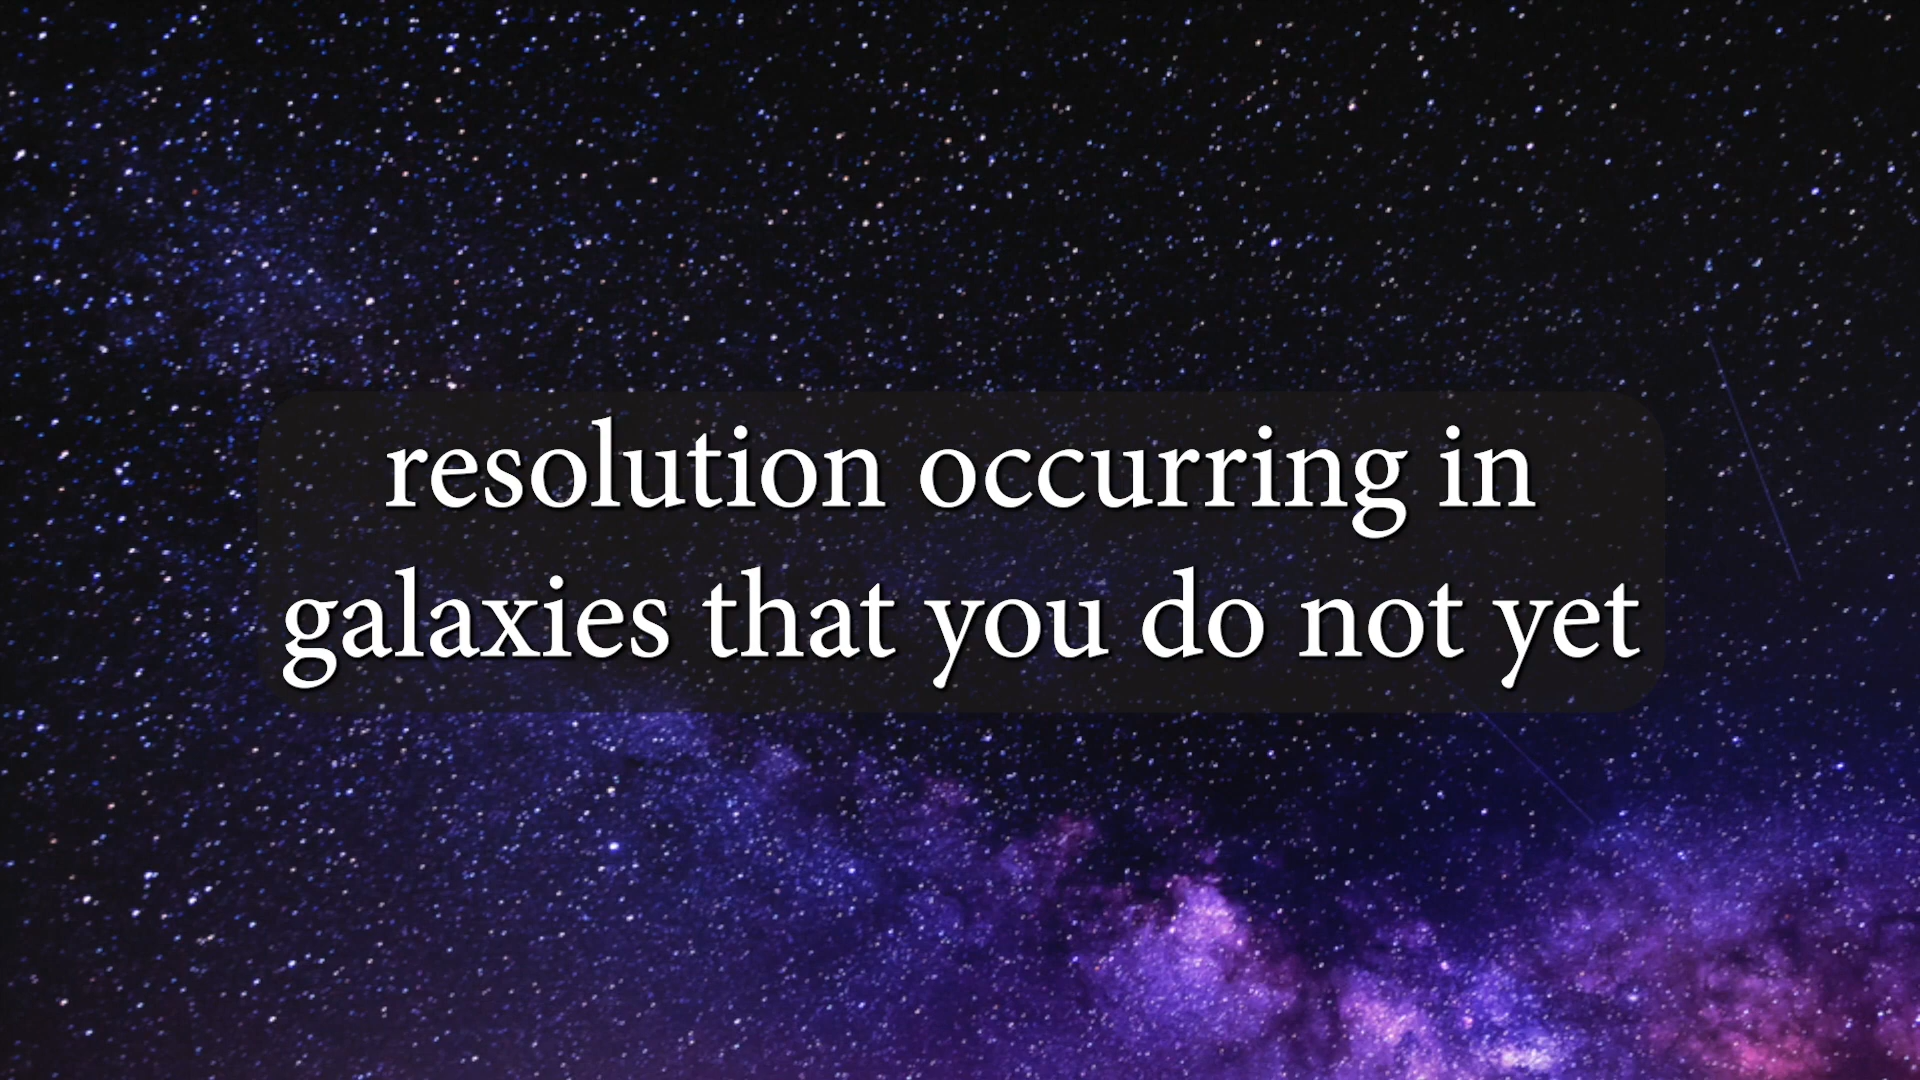 resolution occurring in
galaxies that you do not yet